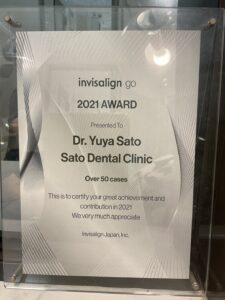 invisalign go
2021 AWARD
Presented To
Dr. Yuya Sato
Sato Dental Clinic
Over 50 cases
This is to certify your great achievement and
contribution in 2021
We very much appreciate
Invisalign Japan, Inc.